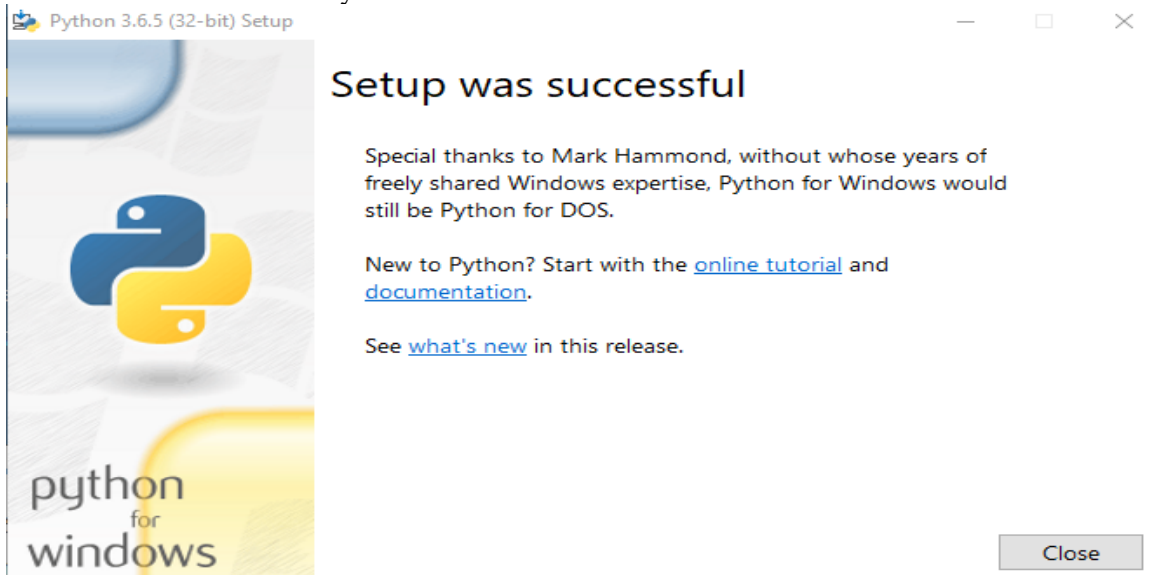 Python 3.6.5 (32-bit) Setup
Setup was successful
Special thanks to Mark Hammond, without whose years of
freely shared Windows expertise, Python for Windows would
still be Python for DOS.
New to Python? Start with the online tutorial and
documentation.
See what's new in this release.
python
for
windows
Close